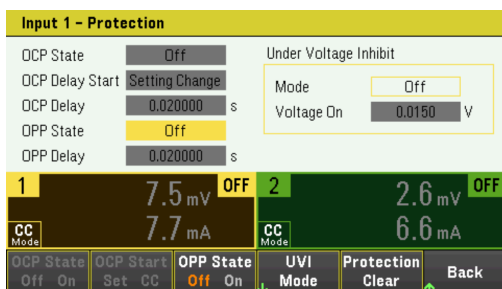 Input 1 – Protection
OCP State Off
OCP Delay Start Setting Change
OCP Delay 0.020000 s
OPP State Off
OPP Delay 0.020000 s
Under Voltage Inhibit
Mode Off
Voltage On 0.0150 V
1 7.5 mV OFF
CC Mode 7.7 mA
2 2.6 mV OFF
CC Mode 6.6 mA
OCP State Off On
OCP Start Set CC
OPP State Off On
UVI Mode
Protection Clear
Back